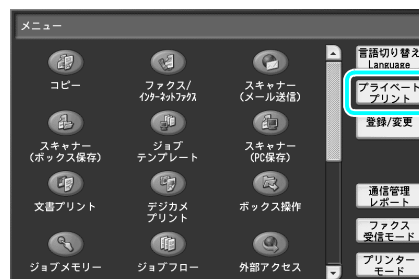 メニュー
コピー
ファクス/
インターネットファクス
スキャナー
(メール送信)
スキャナー
(ボックス保存)
ジョブ
テンプレート
スキャナー
(PC保存)
文書プリント
デジカメ
プリント
ボックス操作
ジョブメモリー
ジョブフロー
外部アクセス
言語切り替え
Language
プライベート
プリント
登録/変更
通信管理
レポート
ファクス
受信モード
プリンター
モード